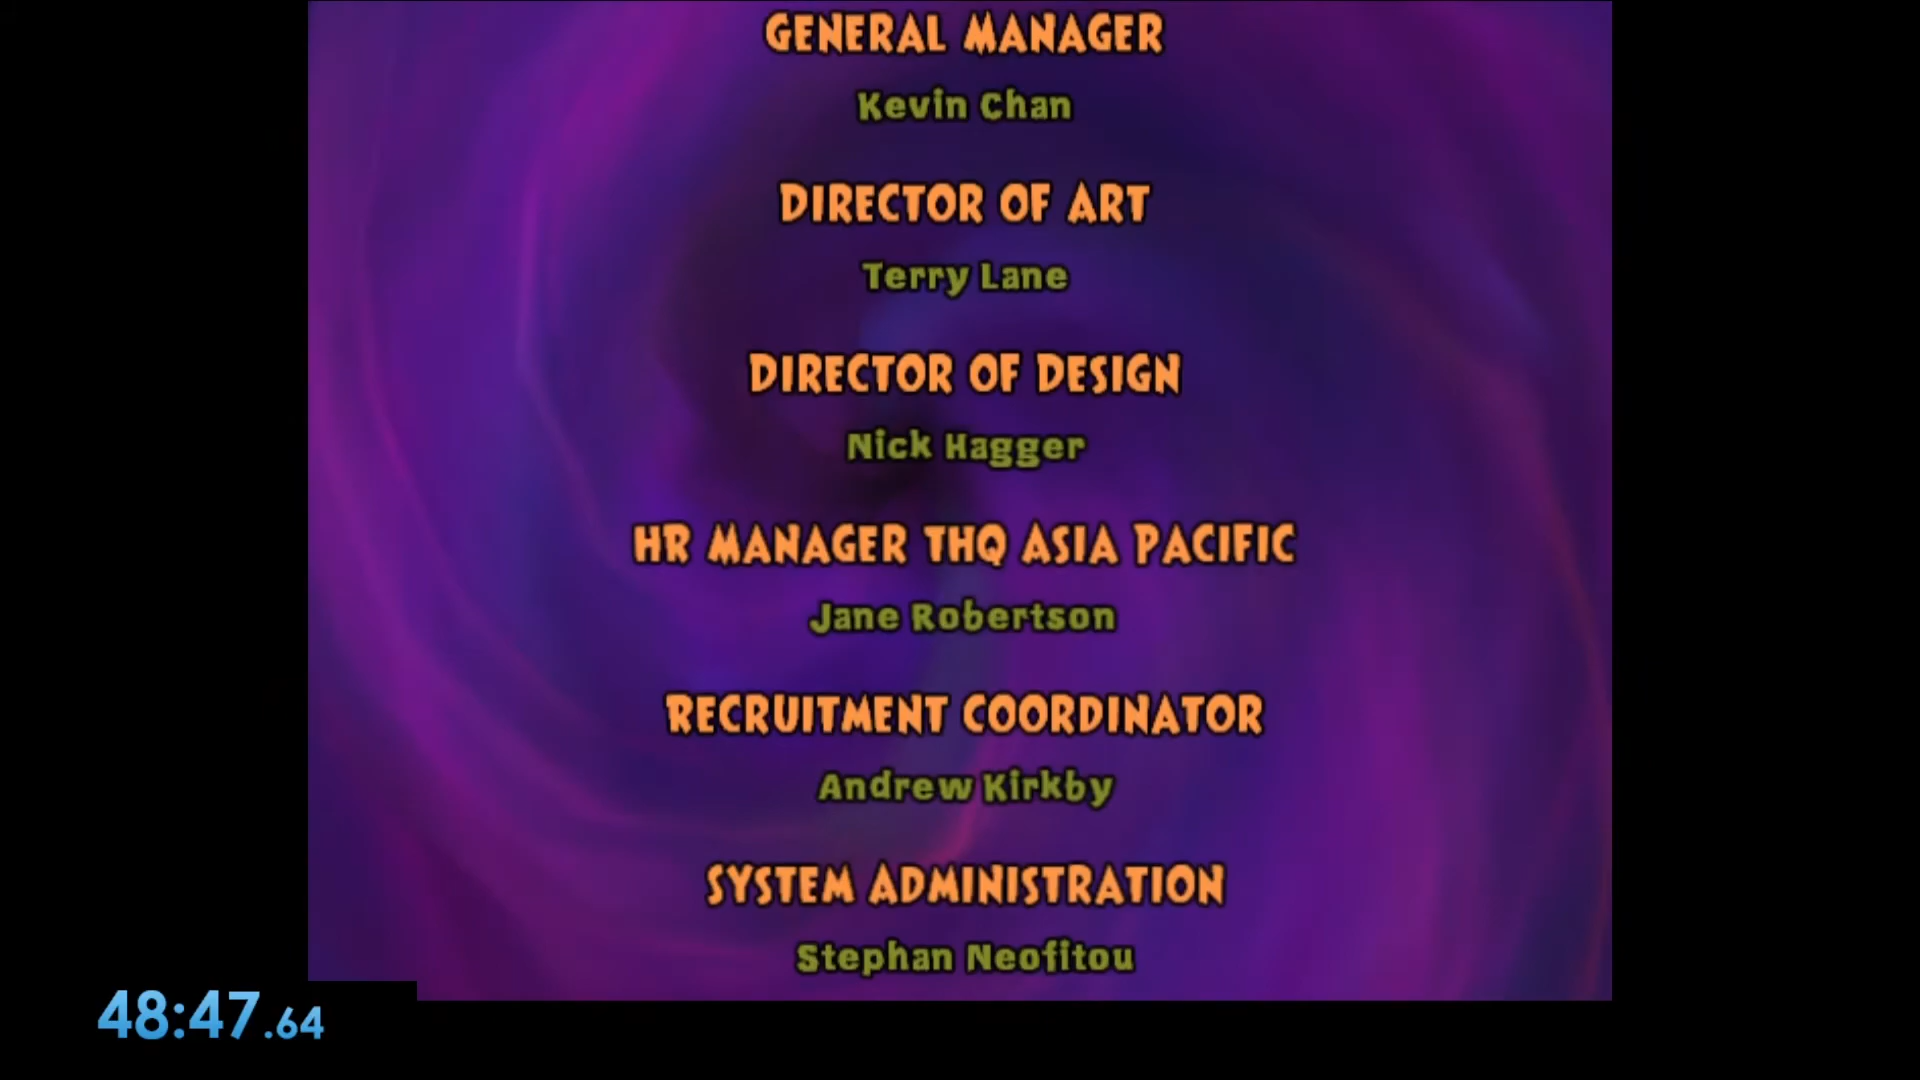 GENERAL MANAGER
Kevin Chan
DIRECTOR OF ART
Terry Lane
DIRECTOR OF DESIGN
Nick Hagger
HR MANAGER THQ ASIA PACIFIC
Jane Robertson
RECRUITMENT COORDINATOR
Andrew Kirkby
SYSTEM ADMINISTRATION
Stephan Neofitou
48:47.64